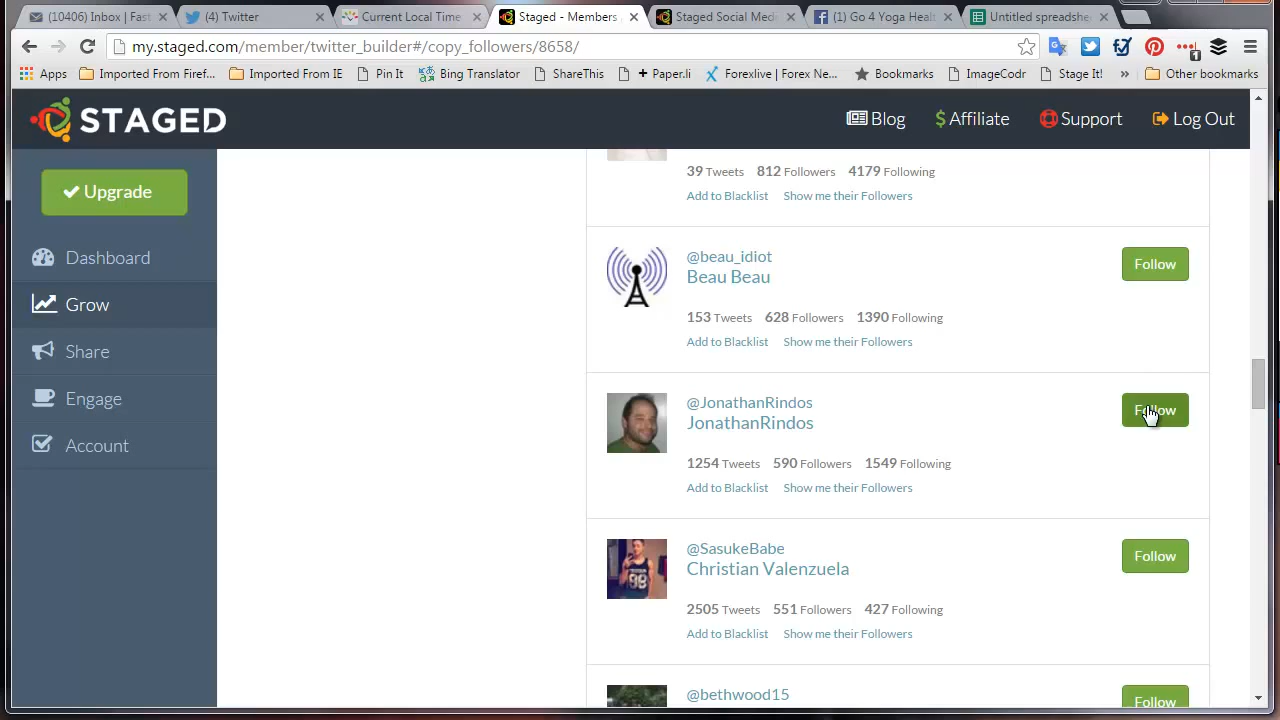 (10406) Inbox | Fast
(4) Twitter
Current Local Time
Staged - Members
Staged Social Medi
(1) Go 4 Yoga Heal
Untitled spreadshe
my.staged.com/member/twitter_builder#/copy_followers/8658/
Apps
Imported From Firef...
Imported From IE
Pin It
Bing Translator
ShareThis
+ Paper.li
Forexlive | Forex Ne...
Bookmarks
ImageCodr
Stage It!
»
Other bookmarks
STAGED
Blog
$ Affiliate
Support
Log Out
Upgrade
Dashboard
Grow
Share
Engage
Account
39 Tweets 812 Followers 4179 Following
Add to Blacklist Show me their Followers
@beau_idiot
Beau Beau
Follow
153 Tweets 628 Followers 1390 Following
Add to Blacklist Show me their Followers
@JonathanRindos
JonathanRindos
Follow
1254 Tweets 590 Followers 1549 Following
Add to Blacklist Show me their Followers
@SasukeBabe
Christian Valenzuela
Follow
2505 Tweets 551 Followers 427 Following
Add to Blacklist Show me their Followers
@bethwood15
Follow